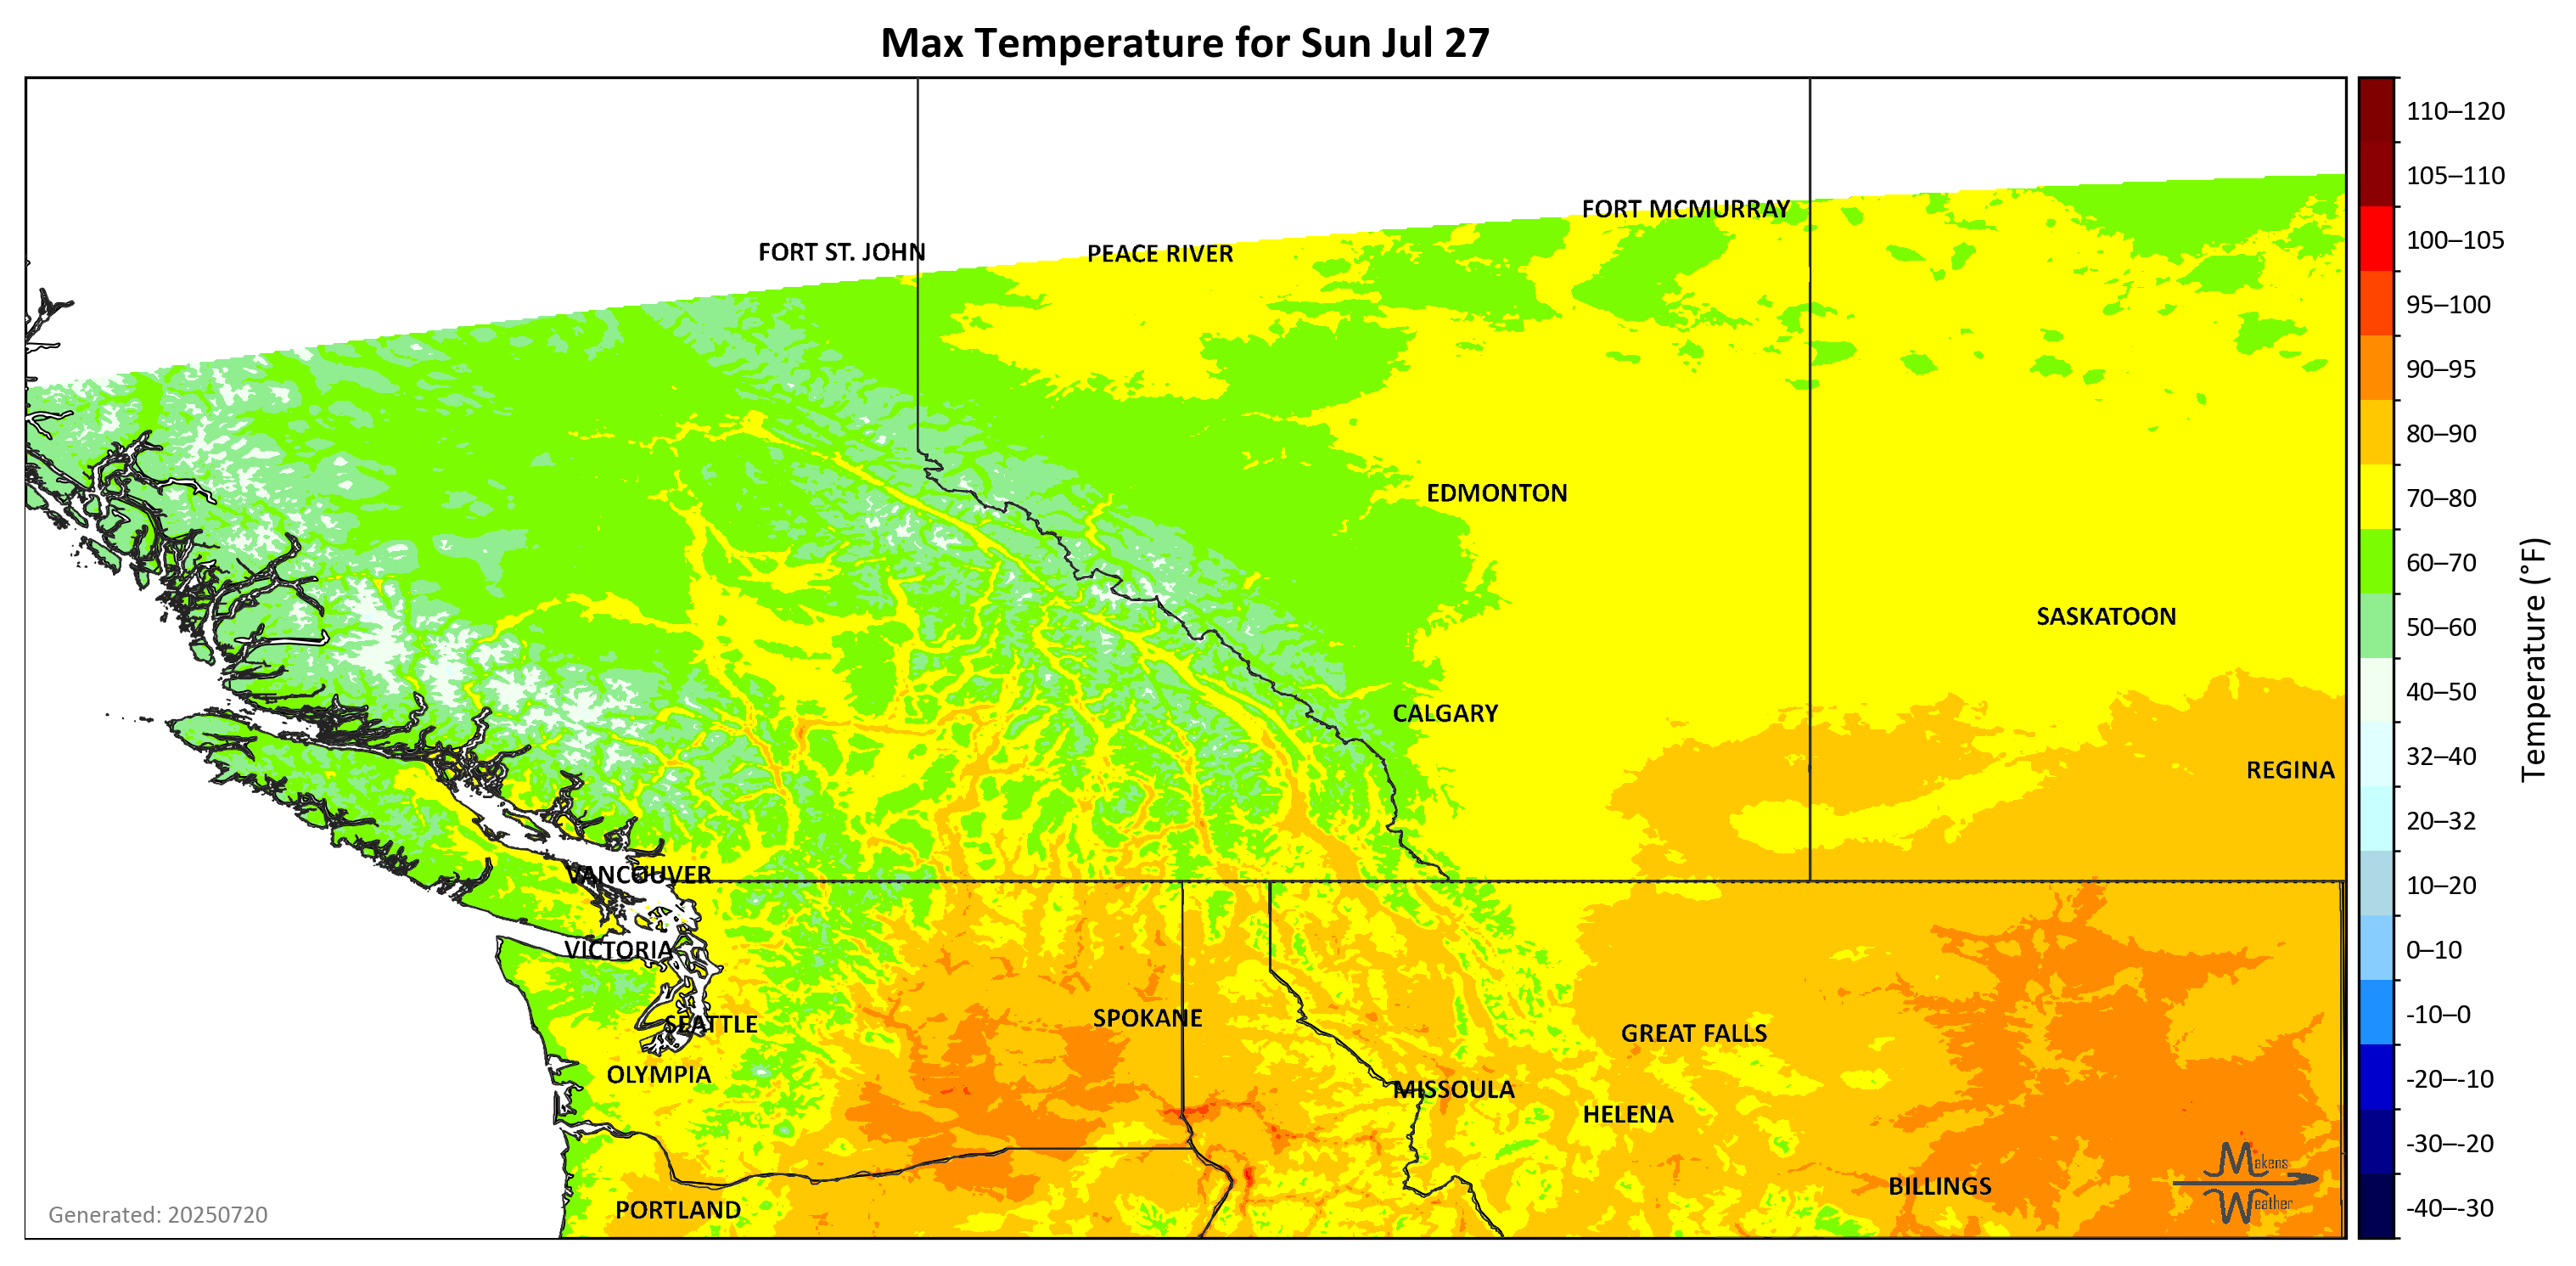 Max Temperature for Sun Jul 27
110–120
105–110
FORT MCMURRAY
100–105
FORT ST. JOHN
PEACE RIVER
95–100
90–95
80–90
EDMONTON
70–80
60–70
SASKATOON
50–60
CALGARY
40–50
Temperature (°F)
REGINA
32–40
20–32
VANCOUVER
10–20
VICTORIA
0–10
SPOKANE
SEATTLE
GREAT FALLS
-10–0
OLYMPIA
-20–-10
MISSOULA
HELENA
-30–-20
Makens
Weather
BILLINGS
PORTLAND
-40–-30
Generated: 20250720